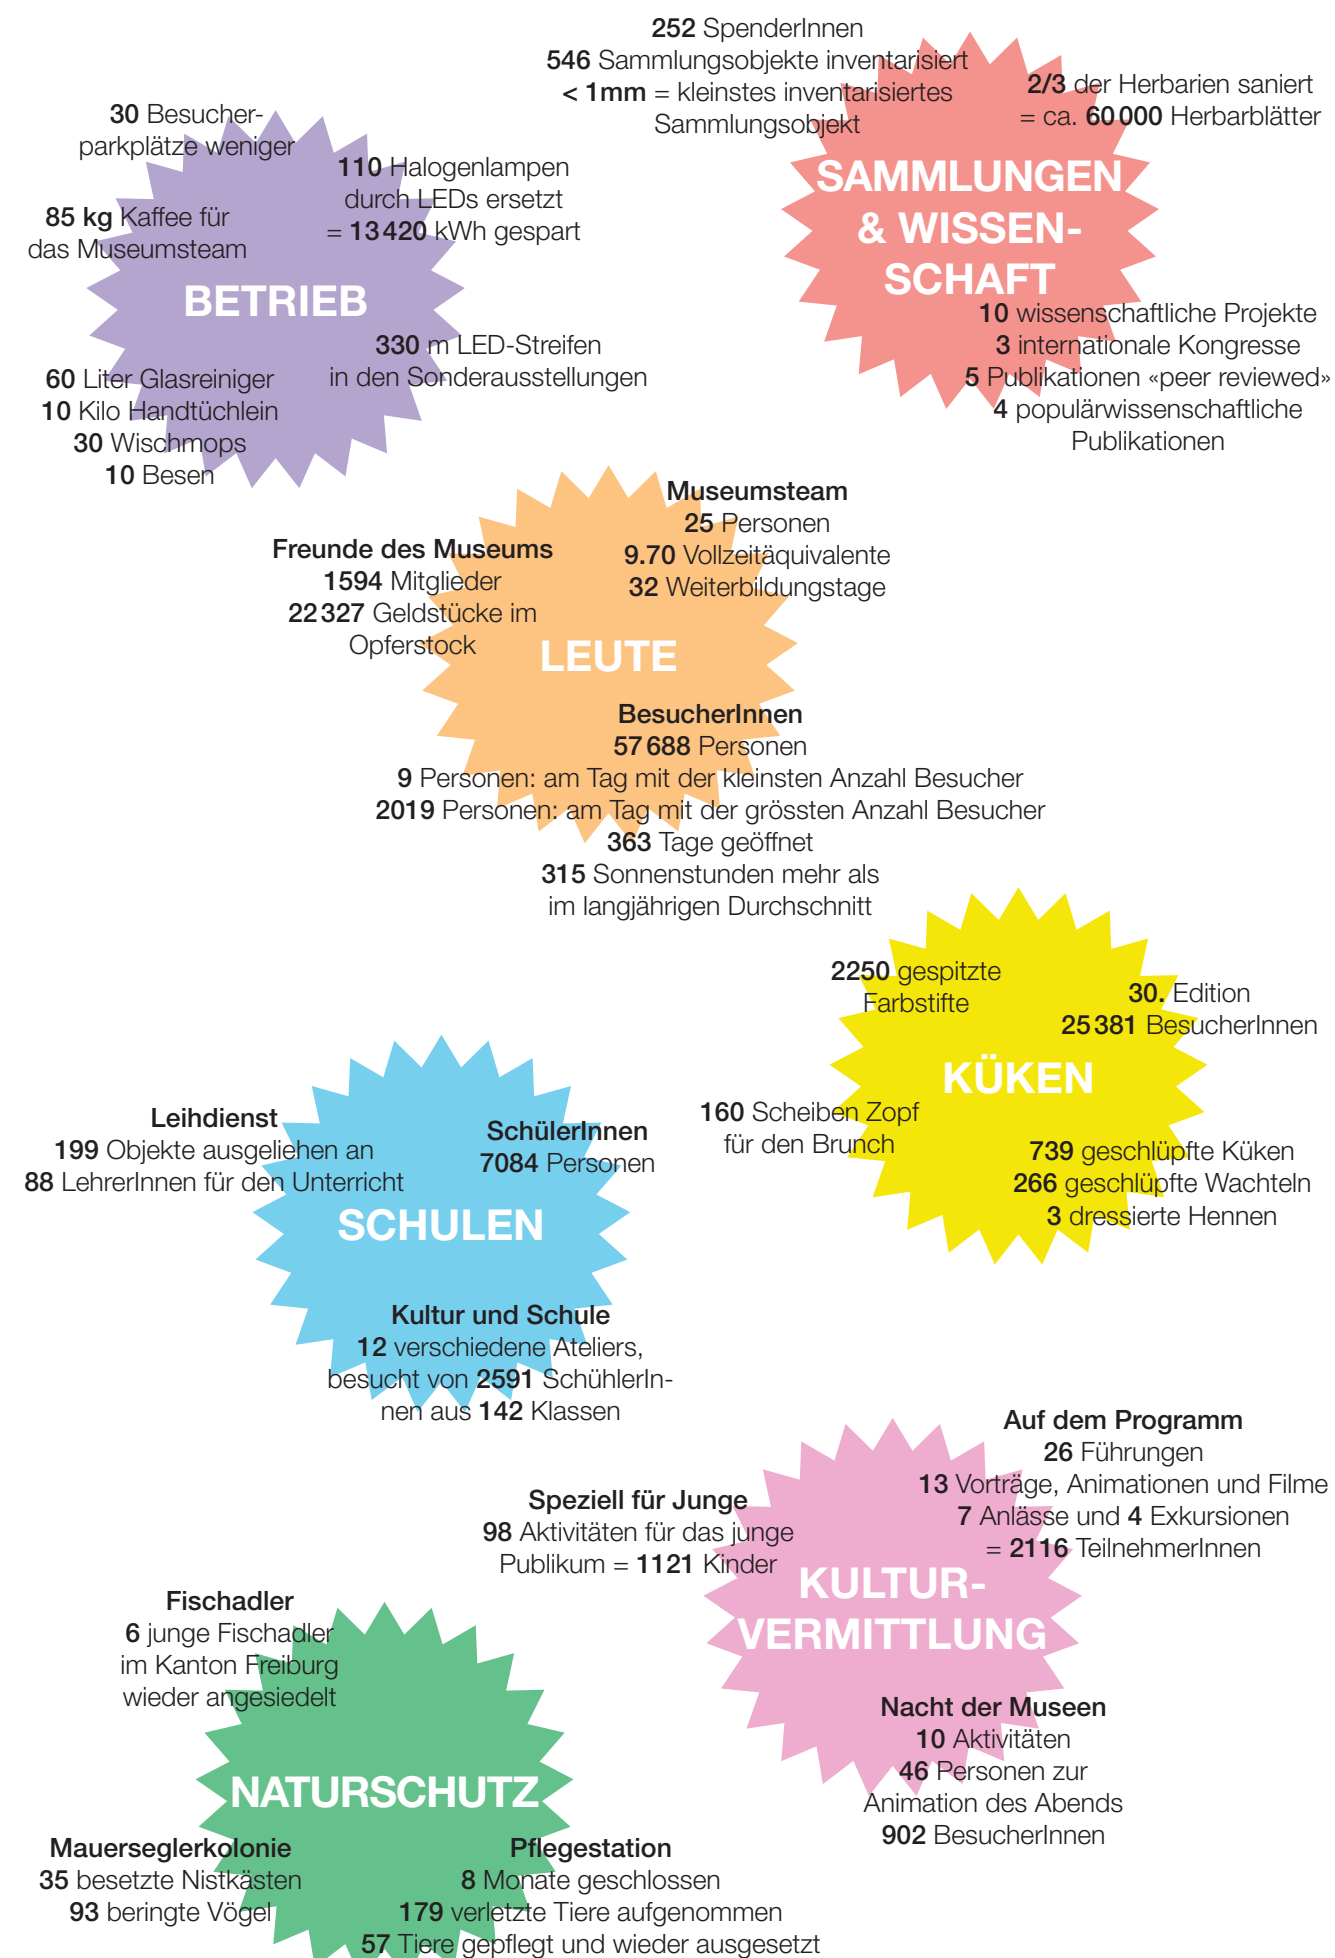 252 SpenderInnen
546 Sammlungsobjekte inventarisiert
< 1mm = kleinstes inventarisiertes
Sammlungsobjekt
2/3 der Herbarien saniert
= ca. 60 000 Herbarblätter
SAMMLUNGEN
& WISSEN-
SCHAFT
10 wissenschaftliche Projekte
3 internationale Kongresse
5 Publikationen «peer reviewed»
4 populärwissenschaftliche
Publikationen
30 Besucher-
parkplätze weniger
110 Halogenlampen
durch LEDs ersetzt
= 13 420 kWh gespart
85 kg Kaffee für
das Museumsteam
BETRIEB
330 m LED-Streifen
in den Sonderausstellungen
60 Liter Glasreiniger
10 Kilo Handtüchlein
30 Wischmops
10 Besen
Museumsteam
25 Personen
9.70 Vollzeitäquivalente
32 Weiterbildungstage
Freunde des Museums
1594 Mitglieder
22 327 Geldstücke im
Opferstock
LEUTE
BesucherInnen
57 688 Personen
9 Personen: am Tag mit der kleinsten Anzahl Besucher
2019 Personen: am Tag mit der grössten Anzahl Besucher
363 Tage geöffnet
315 Sonnenstunden mehr als
im langjährigen Durchschnitt
2250 gespitzte
Farbstifte
30. Edition
25 381 BesucherInnen
KÜKEN
160 Scheiben Zopf
für den Brunch
739 geschlüpfte Küken
266 geschlüpfte Wachteln
3 dressierte Hennen
Leihdienst
199 Objekte ausgeliehen an
88 LehrerInnen für den Unterricht
SchülerInnen
7084 Personen
SCHULEN
Kultur und Schule
12 verschiedene Ateliers,
besucht von 2591 SchühlerIn-
nen aus 142 Klassen
Auf dem Programm
26 Führungen
13 Vorträge, Animationen und Filme
7 Anlässe und 4 Exkursionen
= 2116 TeilnehmerInnen
Speziell für Junge
98 Aktivitäten für das junge
Publikum = 1121 Kinder
KULTUR-
VERMITTLUNG
Nacht der Museen
10 Aktivitäten
46 Personen zur
Animation des Abends
902 BesucherInnen
Fischadler
6 junge Fischadler
im Kanton Freiburg
wieder angesiedelt
NATURSCHUTZ
Mauerseglerkolonie
35 besetzte Nistkästen
93 beringte Vögel
Pflegestation
8 Monate geschlossen
179 verletzte Tiere aufgenommen
57 Tiere gepflegt und wieder ausgesetzt